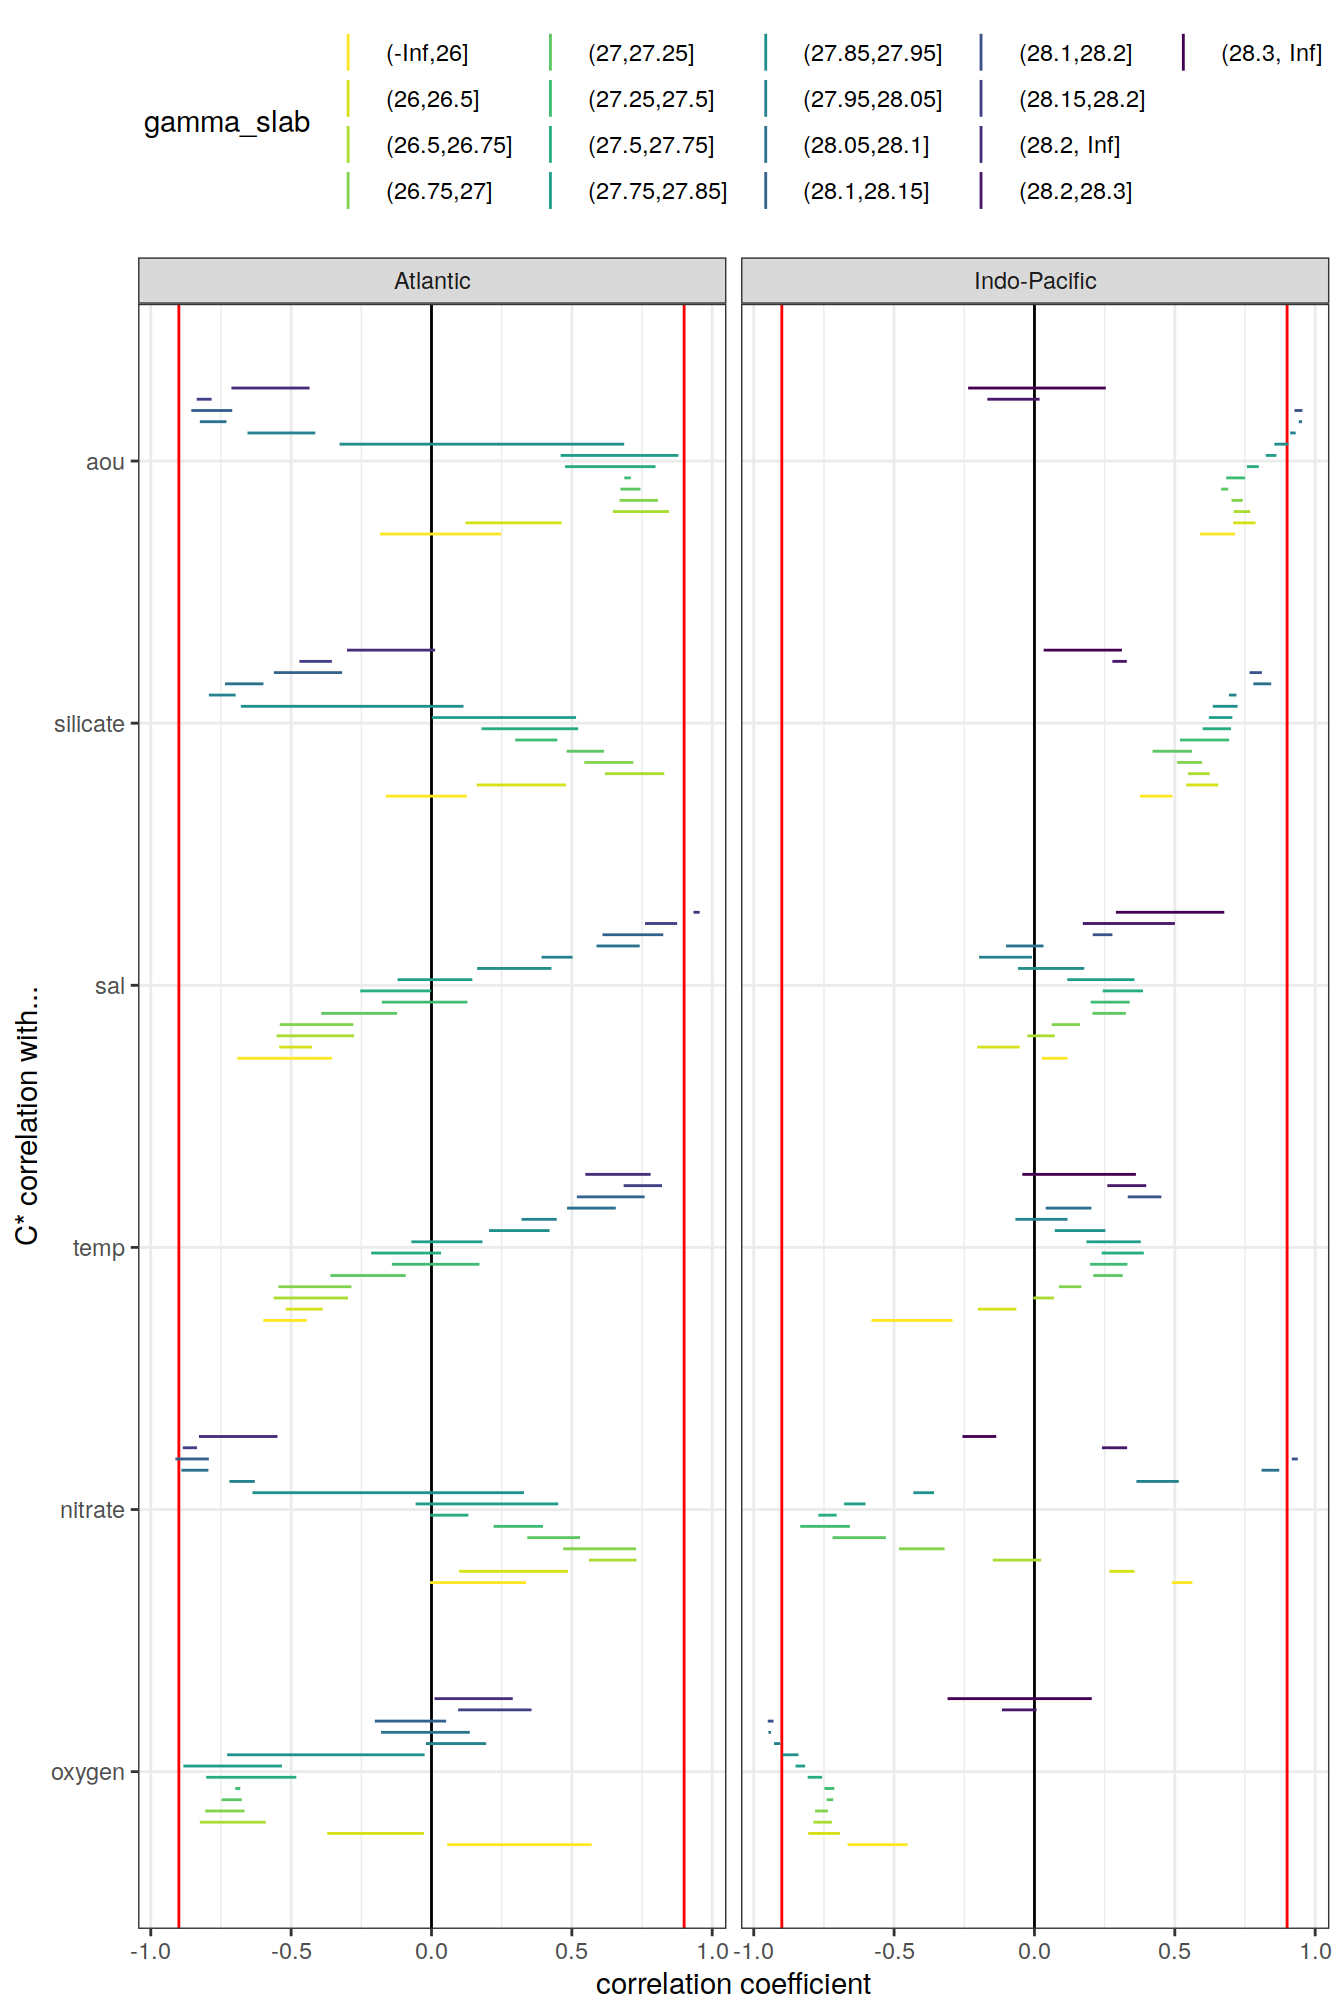 (-Inf,26] (27,27.25] (27.85,27.95] (28.1,28.2] (28.3, Inf]
(26,26.5] (27.25,27.5] (27.95,28.05] (28.15,28.2]
gamma_slab
(26.5,26.75] (27.5,27.75] (28.05,28.1] (28.2, Inf]
(26.75,27] (27.75,27.85] (28.1,28.15] (28.2,28.3]
Atlantic Indo-Pacific
aou
silicate
sal
C* correlation with...
temp
nitrate
oxygen
-1.0 -0.5 0.0 0.5 1.0 -1.0 -0.5 0.0 0.5 1.0
correlation coefficient